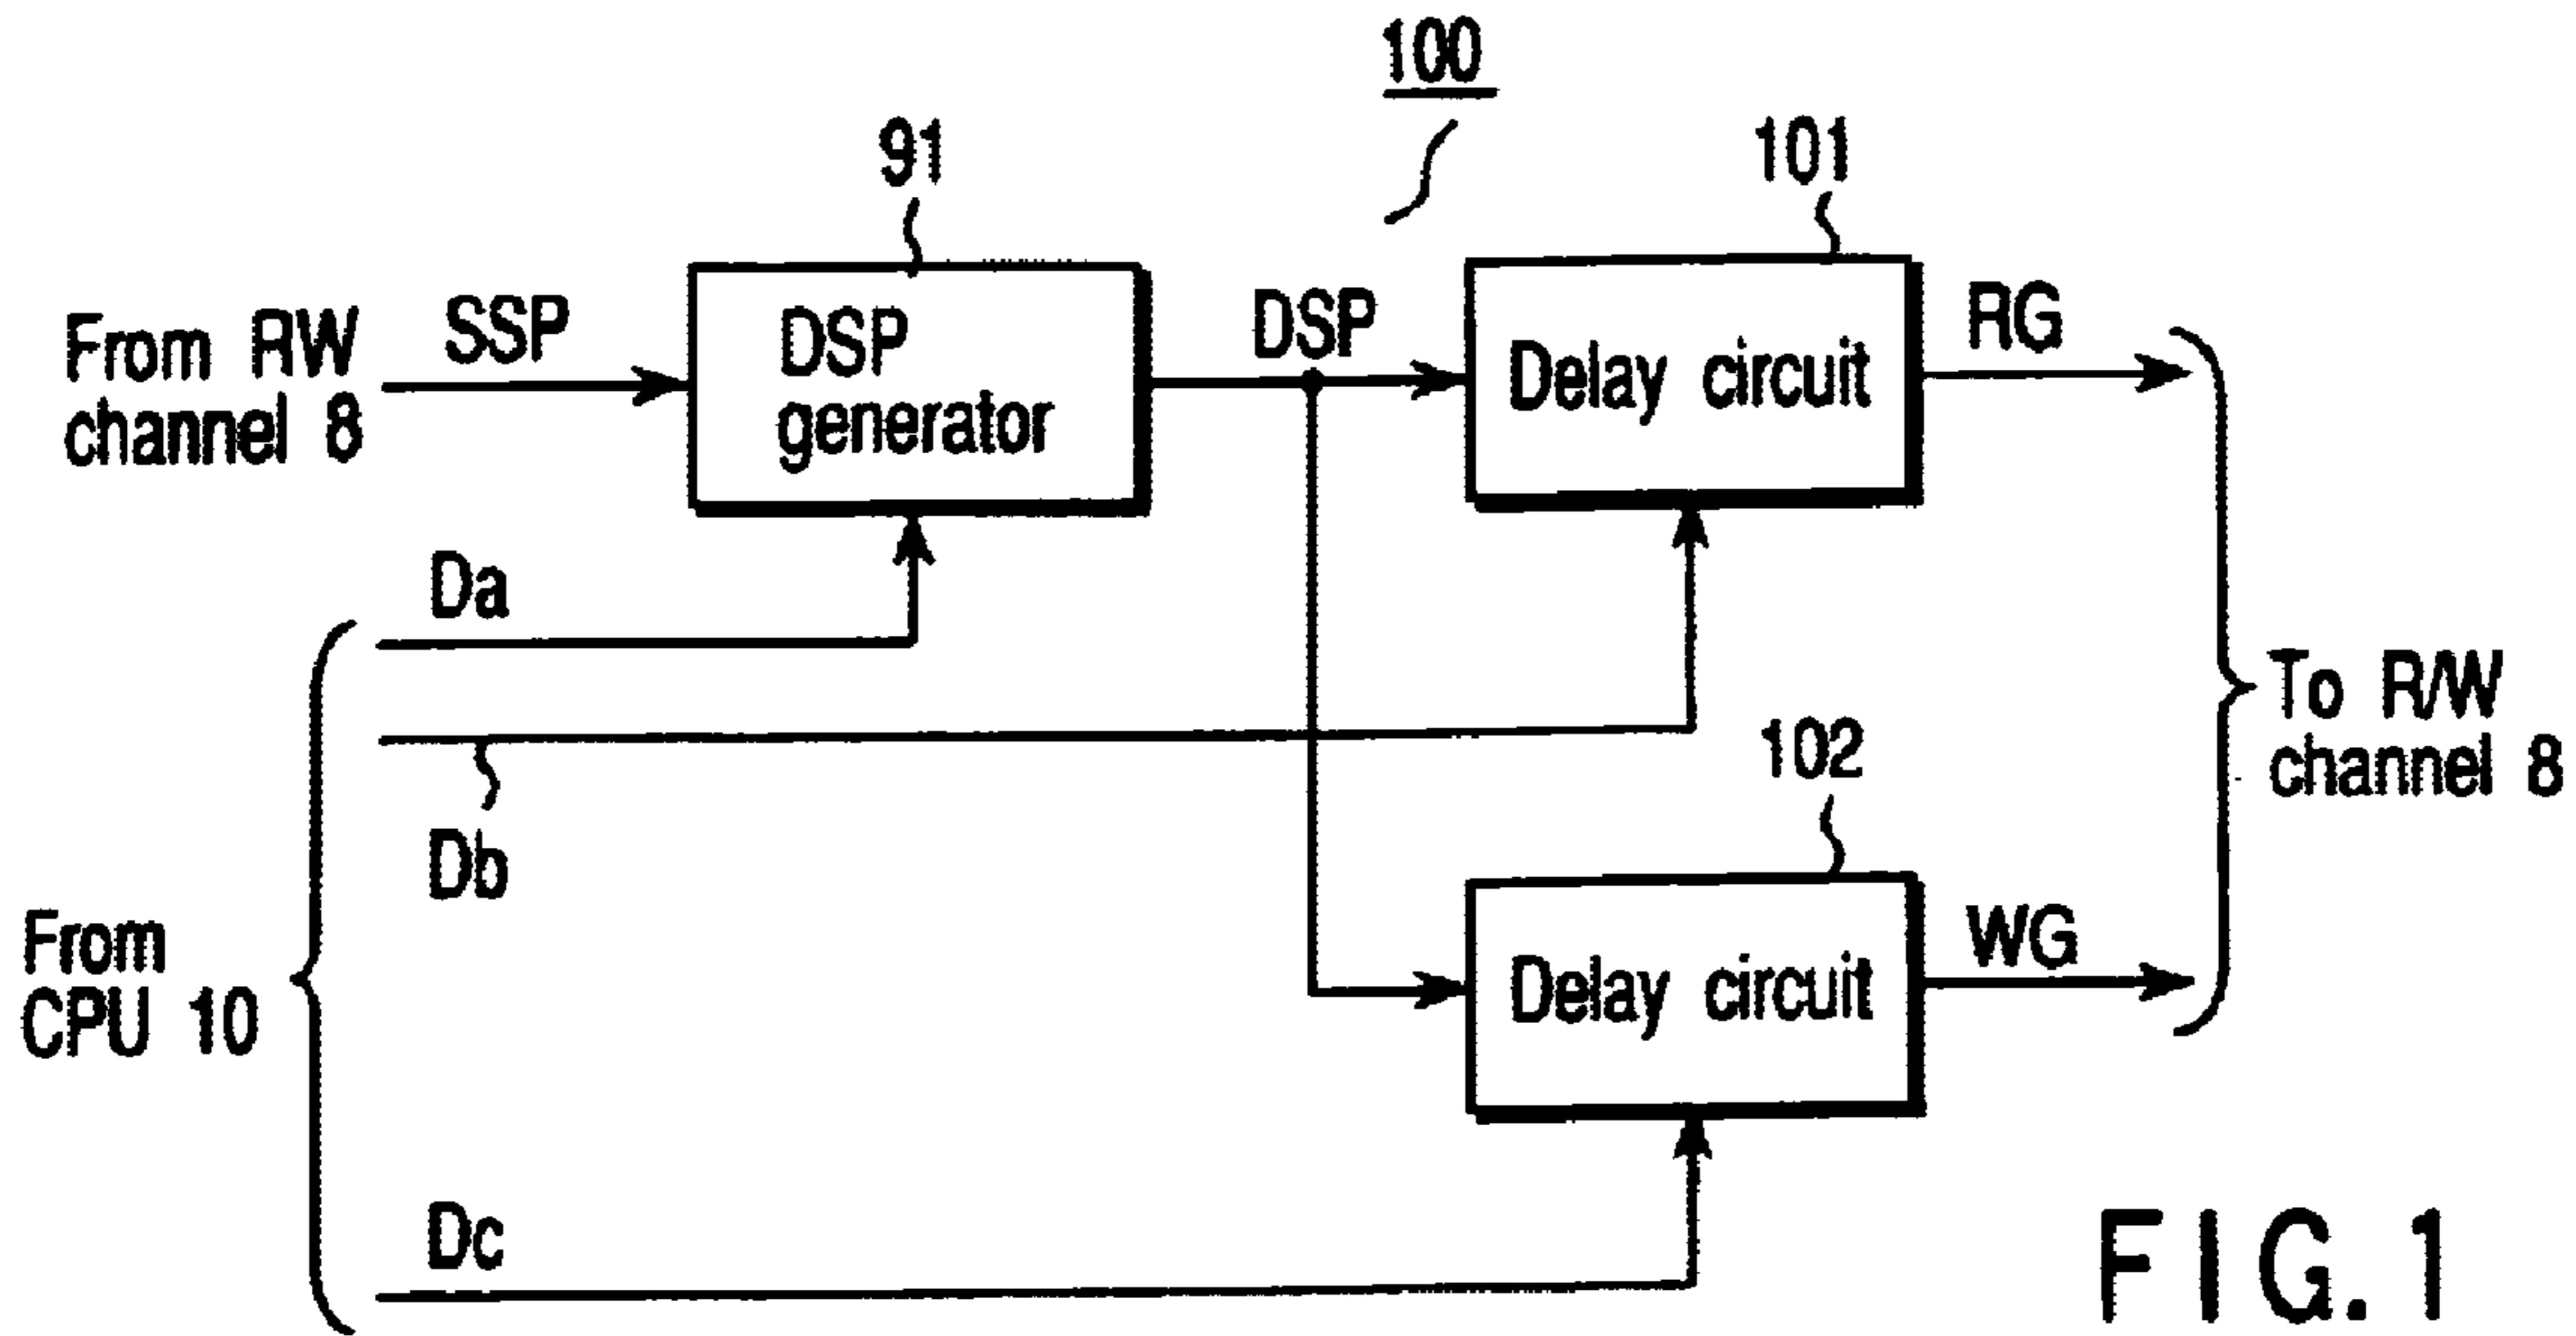 100
91
101
From RW
channel 8
SSP
DSP
generator
DSP
Delay circuit
RG
Da
Db
To R/W
channel 8
102
From
CPU 10
Delay circuit
WG
Dc
FIG. 1